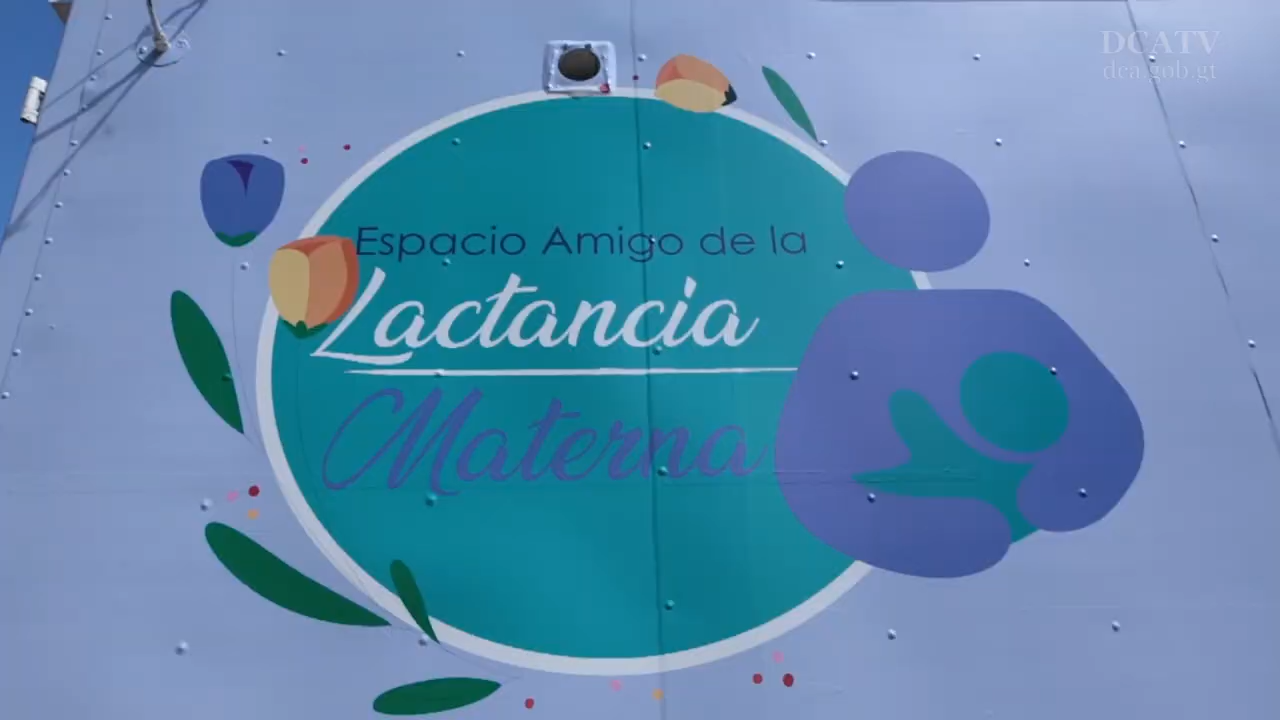 DCATV
dca.gob.gt
Espacio Amigo de la
Lactancia
Materna